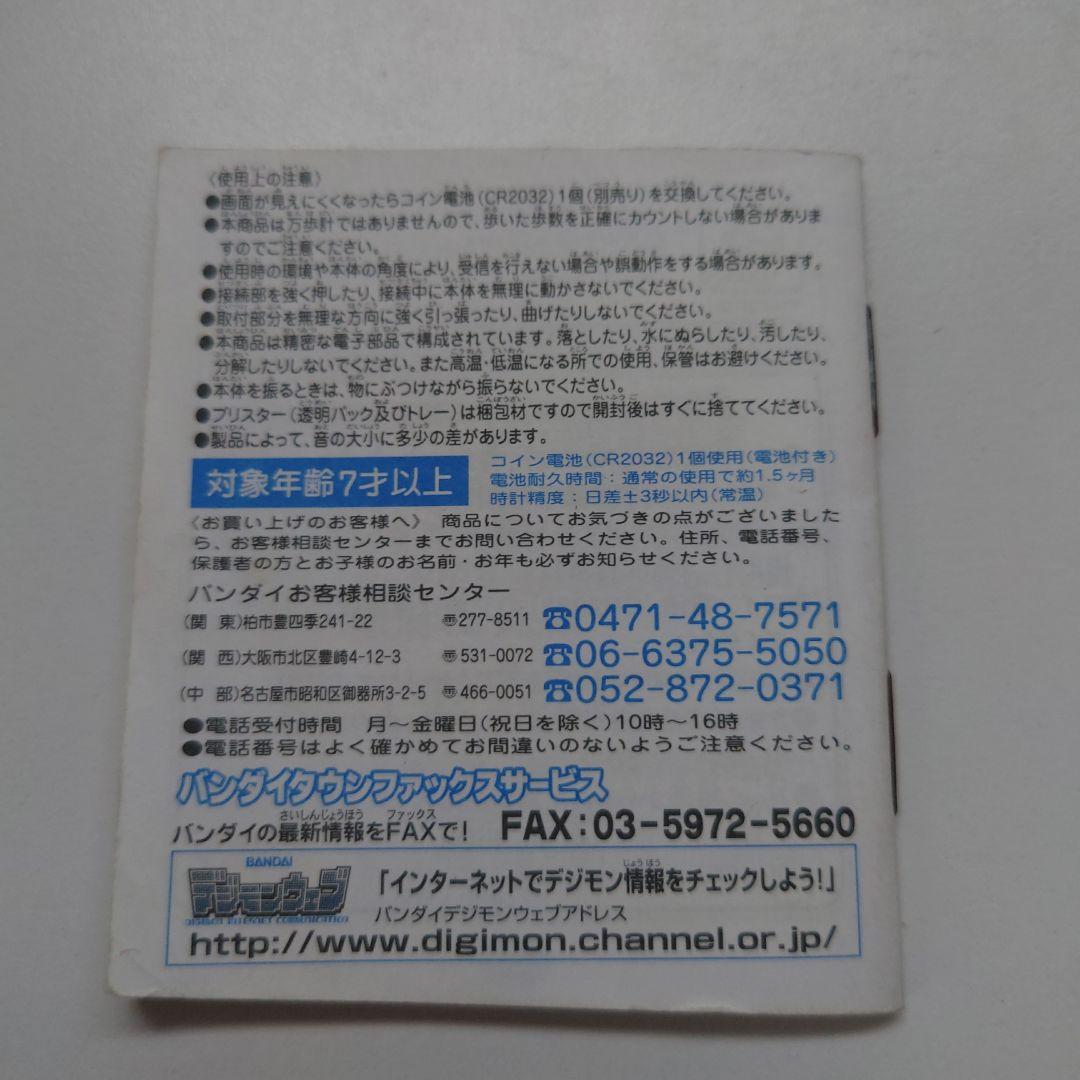 〈使用上の注意〉
●画面が見えにくくなったらコイン電池(CR2032)1個(別売り)を交換してください。
●本商品は万歩計ではありませんので、歩いた歩数を正確にカウントしない場合がありま
すのでご注意ください。
●使用時の環境や本体の角度により、受信を行えない場合や誤動作をする場合があります。
●接続部を強く押したり、接続中に本体を無理に動かさないでください。
●取付部分を無理な方向に強く引っ張ったり、曲げたりしないでください。
●本商品は精密な電子部品で構成されています。落としたり、水にぬらしたり、汚したり、
分解したりしないでください。また高温・低温になる所での使用、保管はお避けください。
●本体を振るときは、物にぶつけながら振らないでください。
●ブリスター(透明パック及びトレー)は梱包材ですので開封後はすぐに捨ててください。
●製品によって、音の大小に多少の差があります。
対象年齢7才以上
コイン電池(CR2032)1個使用(電池付き)
電池耐久時間：通常の使用で約1.5ヶ月
時計精度：日差±3秒以内(常温)
〈お買い上げのお客様へ〉 商品についてお気づきの点がございました
ら、お客様相談センターまでお問い合わせください。住所、電話番号、
保護者の方とお子様のお名前・お年も必ずお知らせください。
バンダイお客様相談センター
(関 東)柏市豊四季241-22 〠277-8511 ☎0471-48-7571
(関 西)大阪市北区豊崎4-12-3 〠531-0072 ☎06-6375-5050
(中 部)名古屋市昭和区御器所3-2-5 〠466-0051 ☎052-872-0371
●電話受付時間 月〜金曜日(祝日を除く)10時〜16時
●電話番号はよく確かめてお間違いのないようご注意ください。
バンダイタウンファックスサービス
さいしんじょうほう ファックス
バンダイの最新情報をFAXで! FAX：03-5972-5660
BANDAI
デジモンウェブ
DIGIMON INTERNET COMMUNICATION
じょうほう
「インターネットでデジモン情報をチェックしよう!」
バンダイデジモンウェブアドレス
http://www.digimon.channel.or.jp/